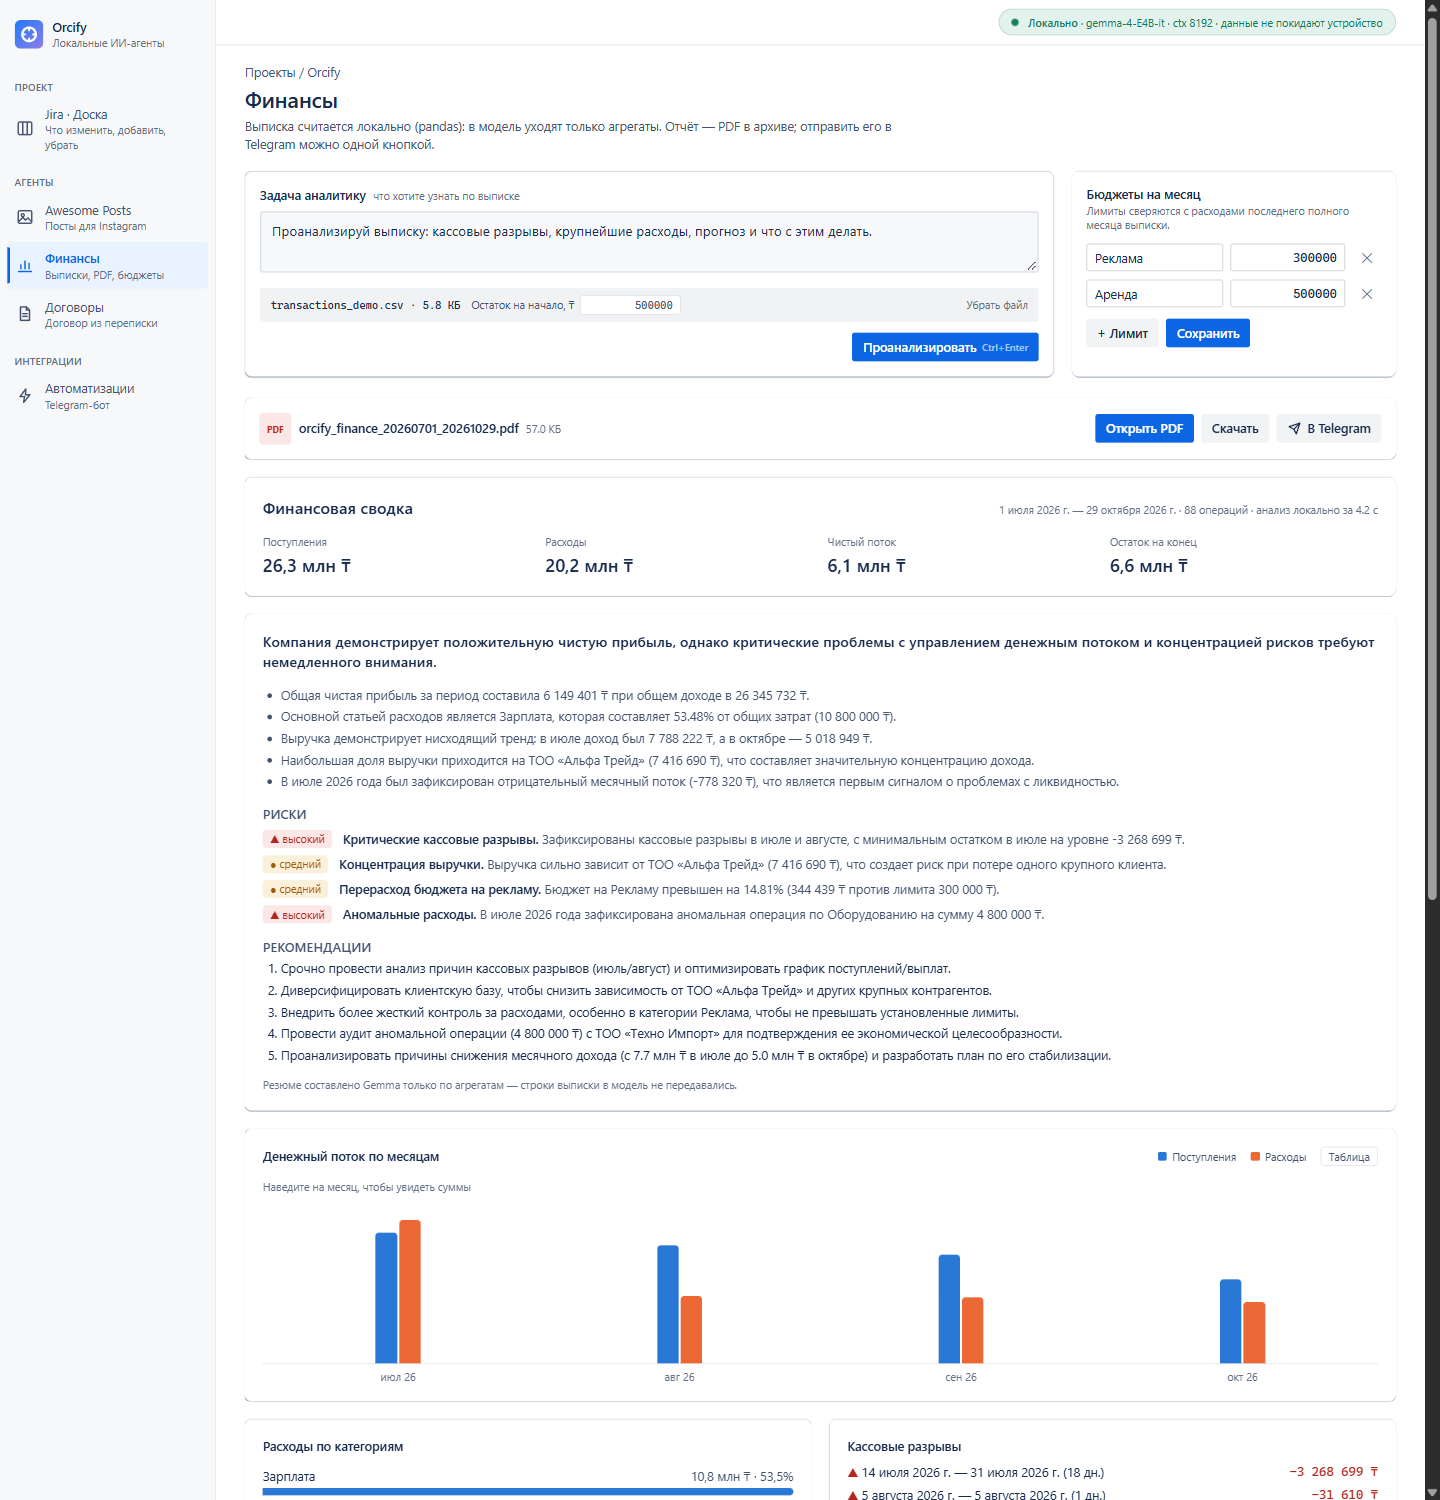 Orcify
Локальные ИИ-агенты
ПРОЕКТ
Jira · Доска
Что изменить, добавить,
убрать
АГЕНТЫ
Awesome Posts
Посты для Instagram
Финансы
Выписки, PDF, бюджеты
Договоры
Договор из переписки
ИНТЕГРАЦИИ
Автоматизации
Telegram-бот
Локально · gemma-4-E4B-it · ctx 8192 · данные не покидают устройство
Проекты / Orcify
Финансы
Выписка считается локально (pandas): в модель уходят только агрегаты. Отчёт — PDF в архиве; отправить его в
Telegram можно одной кнопкой.
Задача аналитику что хотите узнать по выписке
Проанализируй выписку: кассовые разрывы, крупнейшие расходы, прогноз и что с этим делать.
transactions_demo.csv · 5.8 КБ Остаток на начало, ₸ 500000 Убрать файл
Проанализировать Ctrl+Enter
Бюджеты на месяц
Лимиты сверяются с расходами последнего полного
месяца выписки.
Реклама 300000
Аренда 500000
+ Лимит Сохранить
PDF orcify_finance_20260701_20261029.pdf 57.0 КБ Открыть PDF Скачать В Telegram
Финансовая сводка 1 июля 2026 г. — 29 октября 2026 г. · 88 операций · анализ локально за 4.2 с
Поступления Расходы Чистый поток Остаток на конец
26,3 млн ₸ 20,2 млн ₸ 6,1 млн ₸ 6,6 млн ₸
Компания демонстрирует положительную чистую прибыль, однако критические проблемы с управлением денежным потоком и концентрацией рисков требуют
немедленного внимания.
• Общая чистая прибыль за период составила 6 149 401 ₸ при общем доходе в 26 345 732 ₸.
• Основной статьей расходов является Зарплата, которая составляет 53.48% от общих затрат (10 800 000 ₸).
• Выручка демонстрирует нисходящий тренд: в июле доход был 7 788 222 ₸, а в октябре — 5 018 949 ₸.
• Наибольшая доля выручки приходится на ТОО «Альфа Трейд» (7 416 690 ₸), что составляет значительную концентрацию дохода.
• В июле 2026 года был зафиксирован отрицательный месячный поток (-778 320 ₸), что является первым сигналом о проблемах с ликвидностью.
РИСКИ
▲ высокий Критические кассовые разрывы. Зафиксированы кассовые разрывы в июле и августе, с минимальным остатком в июле на уровне -3 268 699 ₸.
● средний Концентрация выручки. Выручка сильно зависит от ТОО «Альфа Трейд» (7 416 690 ₸), что создает риск при потере одного крупного клиента.
● средний Перерасход бюджета на рекламу. Бюджет на Рекламу превышен на 14.81% (344 439 ₸ против лимита 300 000 ₸).
▲ высокий Аномальные расходы. В июле 2026 года зафиксирована аномальная операция по Оборудованию на сумму 4 800 000 ₸.
РЕКОМЕНДАЦИИ
1. Срочно провести анализ причин кассовых разрывов (июль/август) и оптимизировать график поступлений/выплат.
2. Диверсифицировать клиентскую базу, чтобы снизить зависимость от ТОО «Альфа Трейд» и других крупных контрагентов.
3. Внедрить более жесткий контроль за расходами, особенно в категории Реклама, чтобы не превышать установленные лимиты.
4. Провести аудит аномальной операции (4 800 000 ₸) с ТОО «Техно Импорт» для подтверждения ее экономической целесообразности.
5. Проанализировать причины снижения месячного дохода (с 7.7 млн ₸ в июле до 5.0 млн ₸ в октябре) и разработать план по его стабилизации.
Резюме составлено Gemma только по агрегатам — строки выписки в модель не передавались.
Денежный поток по месяцам Поступления Расходы Таблица
Наведите на месяц, чтобы увидеть суммы
июл 26 авг 26 сен 26 окт 26
Расходы по категориям
Зарплата 10,8 млн ₸ · 53,5%
Кассовые разрывы
▲ 14 июля 2026 г. — 31 июля 2026 г. (18 дн.) −3 268 699 ₸
▲ 5 августа 2026 г. — 5 августа 2026 г. (1 дн.) −31 610 ₸